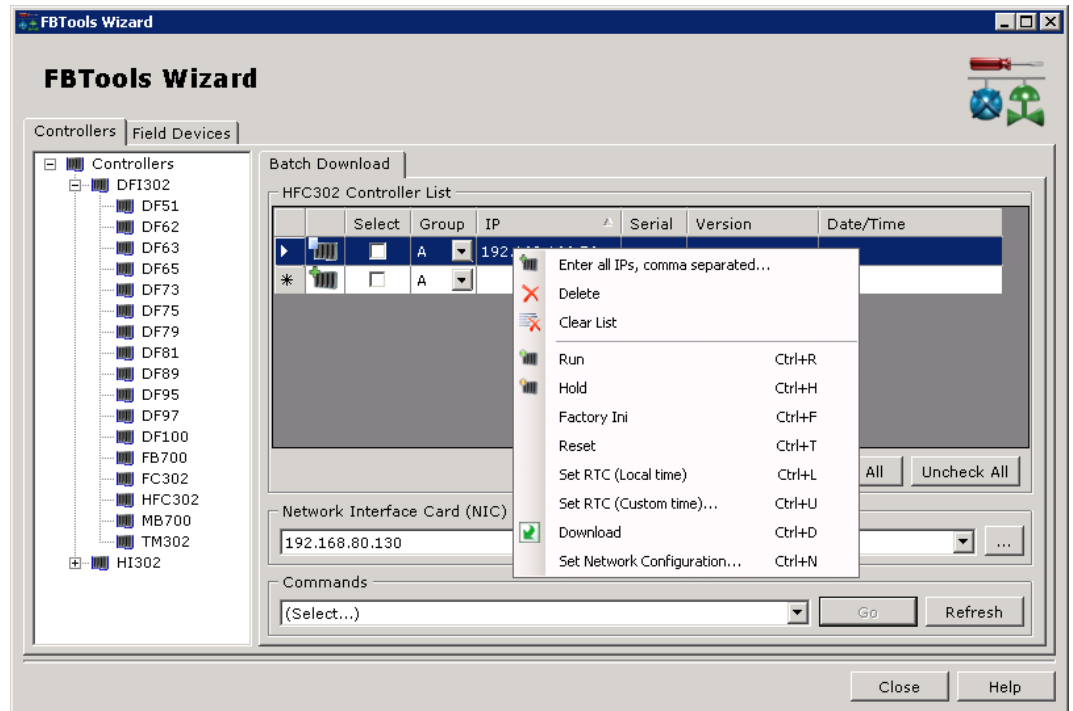 FBTools Wizard
FBTools Wizard
Controllers Field Devices
Controllers
DFI302
DF51
DF62
DF63
DF65
DF73
DF75
DF79
DF81
DF89
DF95
DF97
DF100
FB700
FC302
HFC302
MB700
TM302
HI302
Batch Download
HFC302 Controller List
Select Group IP Serial Version Date/Time
A 192.
A
Enter all IPs, comma separated...
Delete
Clear List
Run Ctrl+R
Hold Ctrl+H
Factory Ini Ctrl+F
Reset Ctrl+T
Set RTC (Local time) Ctrl+L
Set RTC (Custom time)... Ctrl+U
Download Ctrl+D
Set Network Configuration... Ctrl+N
All Uncheck All
Network Interface Card (NIC)
192.168.80.130 ...
Commands
(Select...) Go Refresh
Close Help